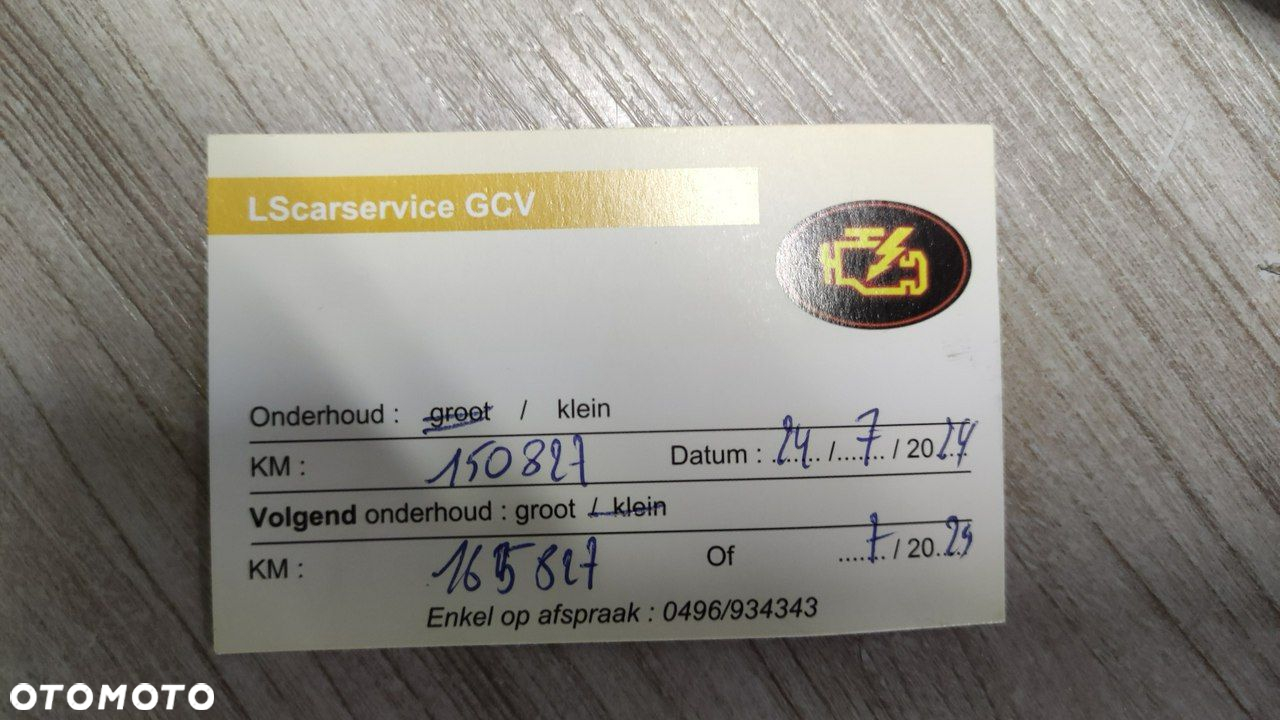 LScarservice GCV
Onderhoud : groot / klein
KM : 150827 Datum : 24 / 7 / 2024
Volgend onderhoud : groot / klein
KM : 165827 Of 7 / 2025
Enkel op afspraak : 0496/934343
OTOMOTO